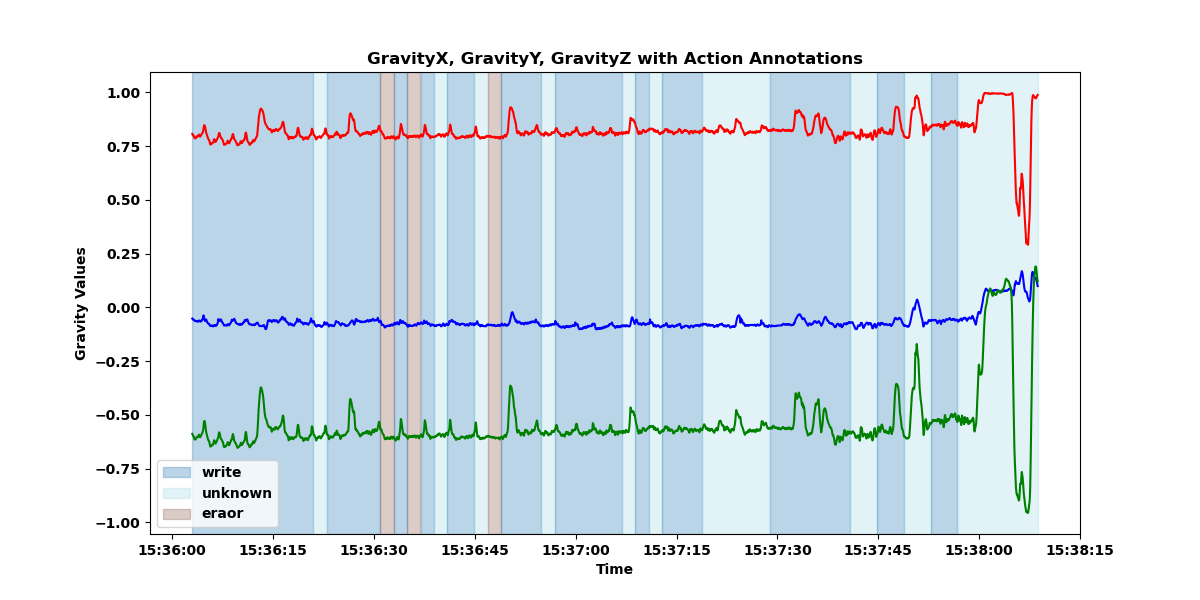 GravityX, GravityY, GravityZ with Action Annotations
Gravity Values
1.00
0.75
0.50
0.25
0.00
−0.25
−0.50
−0.75
−1.00
write
unknown
eraor
15:36:00 15:36:15 15:36:30 15:36:45 15:37:00 15:37:15 15:37:30 15:37:45 15:38:00 15:38:15
Time